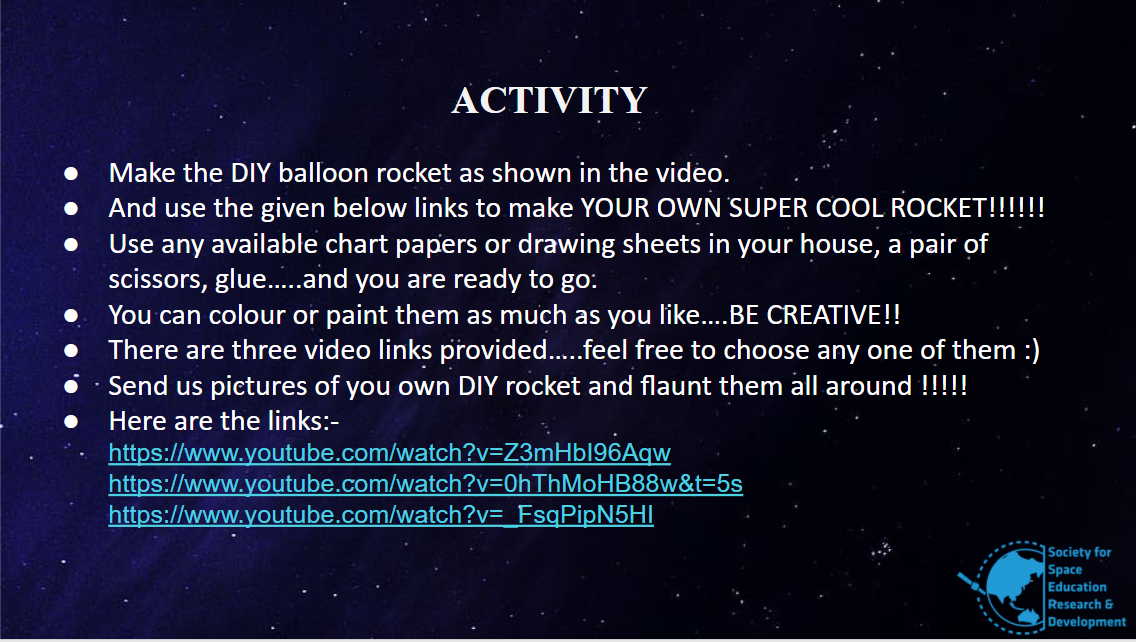 ACTIVITY
● Make the DIY balloon rocket as shown in the video.
● And use the given below links to make YOUR OWN SUPER COOL ROCKET!!!!!!
● Use any available chart papers or drawing sheets in your house, a pair of
scissors, glue…..and you are ready to go.
● You can colour or paint them as much as you like….BE CREATIVE!!
● There are three video links provided…..feel free to choose any one of them :)
● Send us pictures of you own DIY rocket and flaunt them all around !!!!!
● Here are the links:-
https://www.youtube.com/watch?v=Z3mHbI96Aqw
https://www.youtube.com/watch?v=0hThMoHB88w&t=5s
https://www.youtube.com/watch?v=_FsqPipN5HI
Society for
Space
Education
Research &
Development